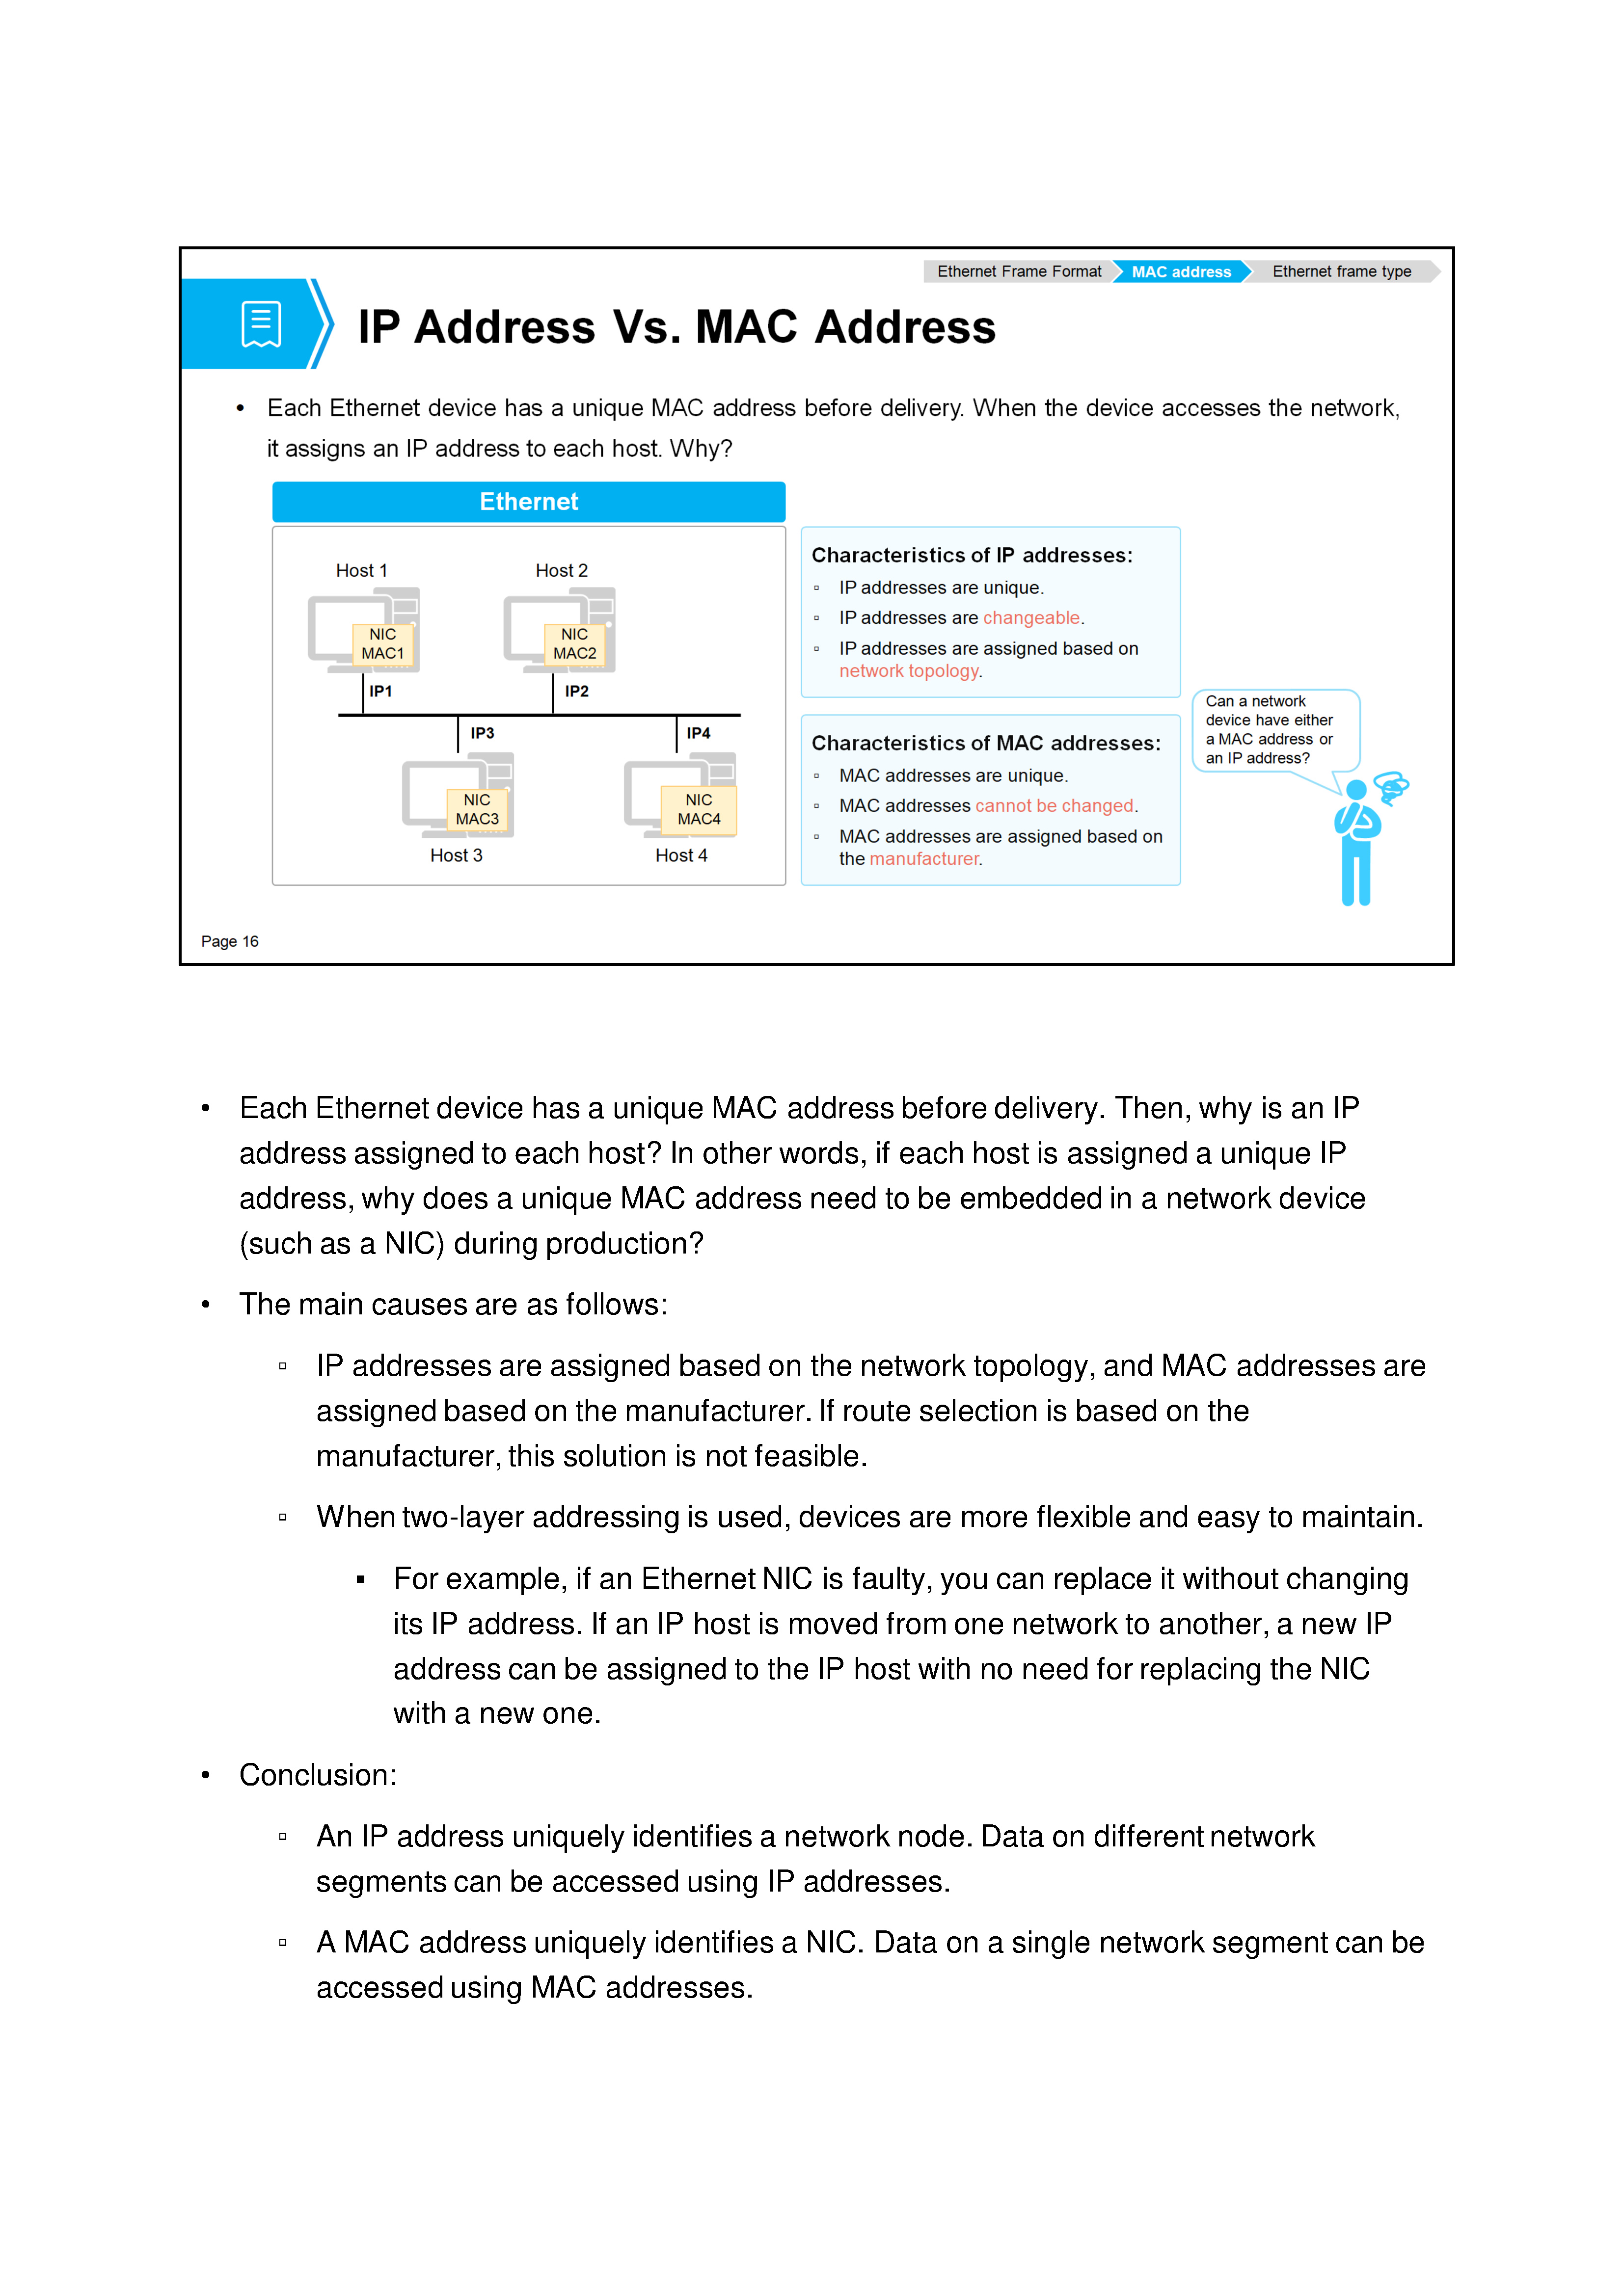 Ethernet Frame Format
MAC address
Ethernet frame type
IP Address Vs. MAC Address
• Each Ethernet device has a unique MAC address before delivery. When the device accesses the network,
it assigns an IP address to each host. Why?
Ethernet
Host 1
Host 2
NIC
MAC1
NIC
MAC2
IP1
IP2
IP3
IP4
NIC
MAC3
NIC
MAC4
Host 3
Host 4
Characteristics of IP addresses:
▫ IP addresses are unique.
▫ IP addresses are changeable.
▫ IP addresses are assigned based on
network topology.
Characteristics of MAC addresses:
▫ MAC addresses are unique.
▫ MAC addresses cannot be changed.
▫ MAC addresses are assigned based on
the manufacturer.
Can a network
device have either
a MAC address or
an IP address?
Page 16
• Each Ethernet device has a unique MAC address before delivery. Then, why is an IP
address assigned to each host? In other words, if each host is assigned a unique IP
address, why does a unique MAC address need to be embedded in a network device
(such as a NIC) during production?
• The main causes are as follows:
▫ IP addresses are assigned based on the network topology, and MAC addresses are
assigned based on the manufacturer. If route selection is based on the
manufacturer, this solution is not feasible.
▫ When two-layer addressing is used, devices are more flexible and easy to maintain.
▪ For example, if an Ethernet NIC is faulty, you can replace it without changing
its IP address. If an IP host is moved from one network to another, a new IP
address can be assigned to the IP host with no need for replacing the NIC
with a new one.
• Conclusion:
▫ An IP address uniquely identifies a network node. Data on different network
segments can be accessed using IP addresses.
▫ A MAC address uniquely identifies a NIC. Data on a single network segment can be
accessed using MAC addresses.